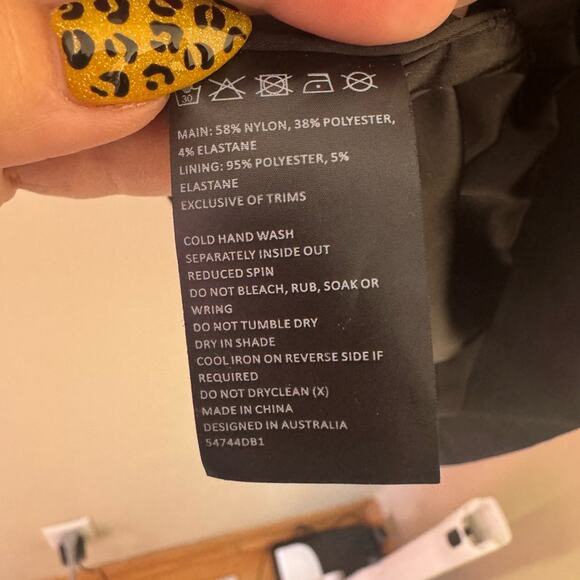 30
MAIN: 58% NYLON, 38% POLYESTER,
4% ELASTANE
LINING: 95% POLYESTER, 5%
ELASTANE
EXCLUSIVE OF TRIMS
COLD HAND WASH
SEPARATELY INSIDE OUT
REDUCED SPIN
DO NOT BLEACH, RUB, SOAK OR
WRING
DO NOT TUMBLE DRY
DRY IN SHADE
COOL IRON ON REVERSE SIDE IF
REQUIRED
DO NOT DRYCLEAN (X)
MADE IN CHINA
DESIGNED IN AUSTRALIA
54744DB1